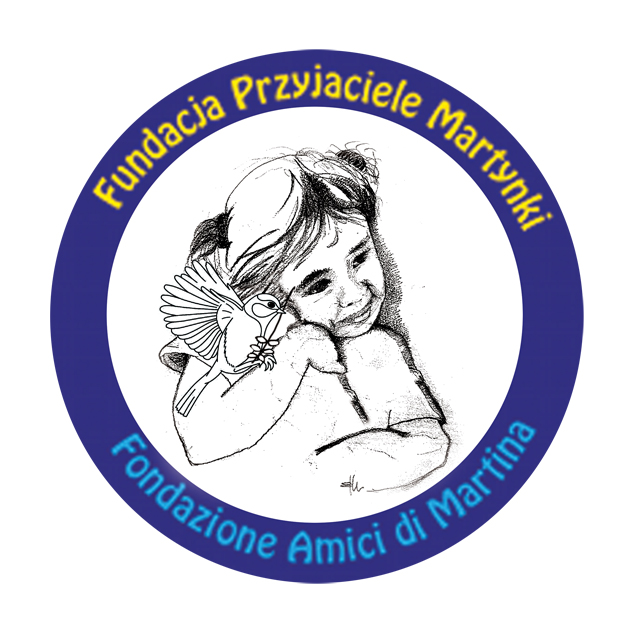 Fundacja Przyjaciele Martynki
Fondazione Amici di Martina